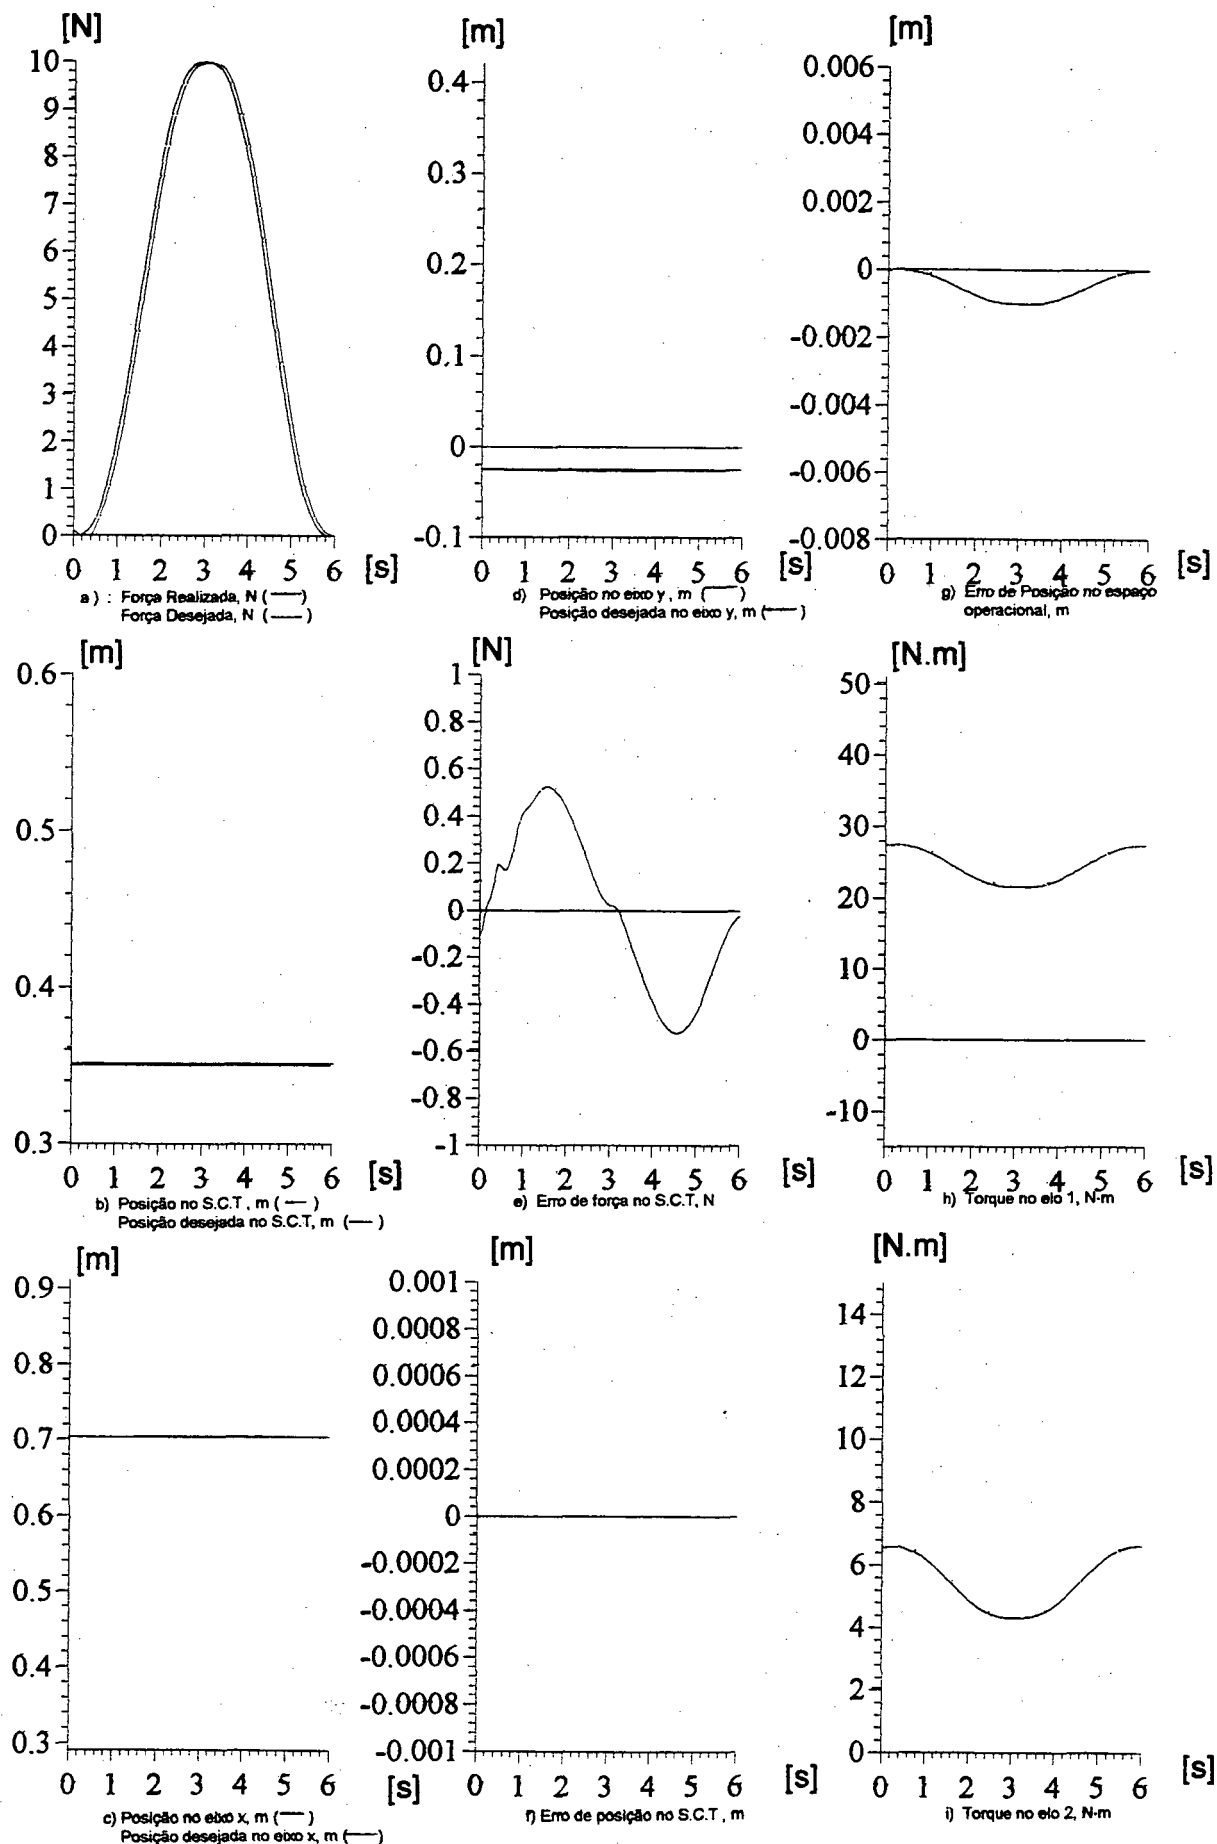 [N]
10
9
8
7
6
5
4
3
2
1
0
0 1 2 3 4 5 6 [s]
a) : Força Realizada, N (——)
Força Desejada, N (——)
[m]
0.6
0.5
0.4
0.3
0 1 2 3 4 5 6 [s]
b) Posição no S.C.T , m (——)
Posição desejada no S.C.T, m (——)
[m]
0.9
0.8
0.7
0.6
0.5
0.4
0.3
0 1 2 3 4 5 6 [s]
c) Posição no eixo x, m (——)
Posição desejada no eixo x, m (——)
[m]
0.4
0.3
0.2
0.1
0
-0.1
0 1 2 3 4 5 6 [s]
d) Posição no eixo y , m (——)
Posição desejada no eixo y, m (——)
[N]
1
0.8
0.6
0.4
0.2
0
-0.2
-0.4
-0.6
-0.8
-1
0 1 2 3 4 5 6 [s]
e) Erro de força no S.C.T, N
[m]
0.001
0.0008
0.0006
0.0004
0.0002
0
-0.0002
-0.0004
-0.0006
-0.0008
-0.001
0 1 2 3 4 5 6 [s]
f) Erro de posição no S.C.T , m
[m]
0.006
0.004
0.002
0
-0.002
-0.004
-0.006
-0.008
0 1 2 3 4 5 6 [s]
g) Erro de Posição no espaço
operacional, m
[N.m]
50
40
30
20
10
0
-10
0 1 2 3 4 5 6 [s]
h) Torque no elo 1, N-m
[N.m]
14
12
10
8
6
4
2
0
0 1 2 3 4 5 6 [s]
i) Torque no elo 2, N-m